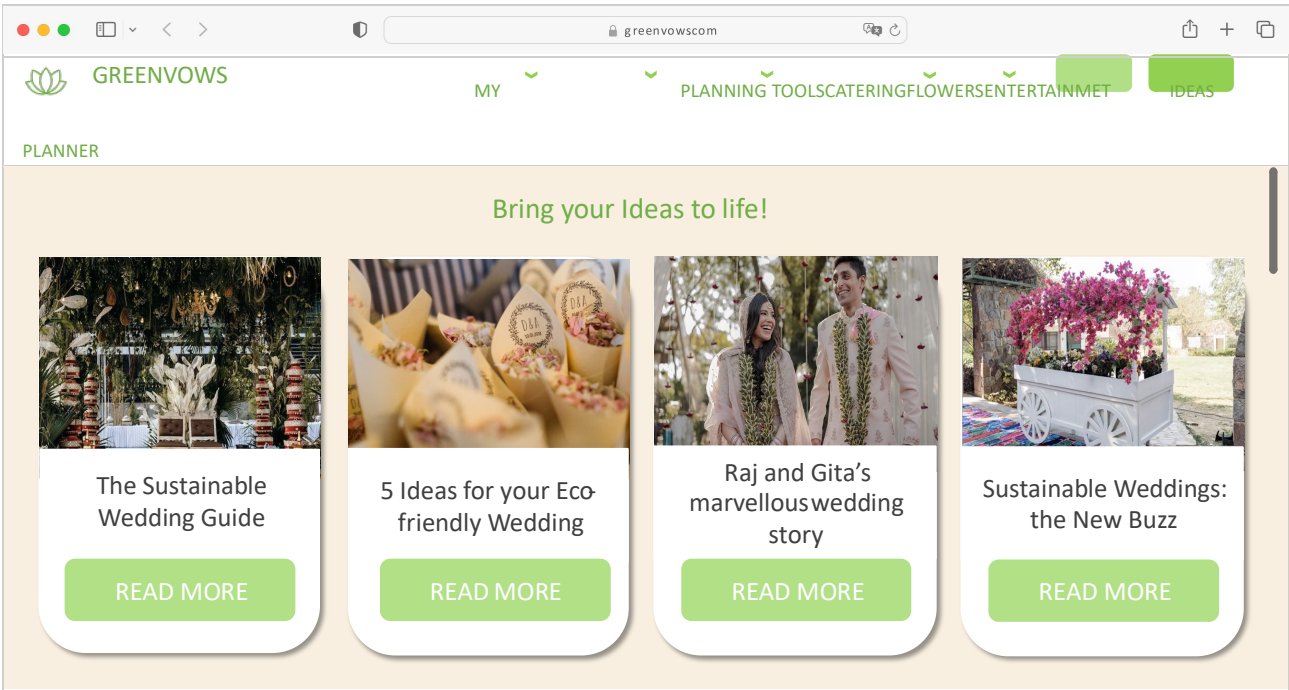 greenvowscom
GREENVOWS
MY PLANNING TOOLSCATERINGFLOWERSENTERTAINMET IDEAS
PLANNER
Bring your Ideas to life!
D&A
D&A
The Sustainable
Wedding Guide
READ MORE
5 Ideas for your Eco-
friendly Wedding
READ MORE
Raj and Gita’s
marvellous wedding
story
READ MORE
Sustainable Weddings:
the New Buzz
READ MORE